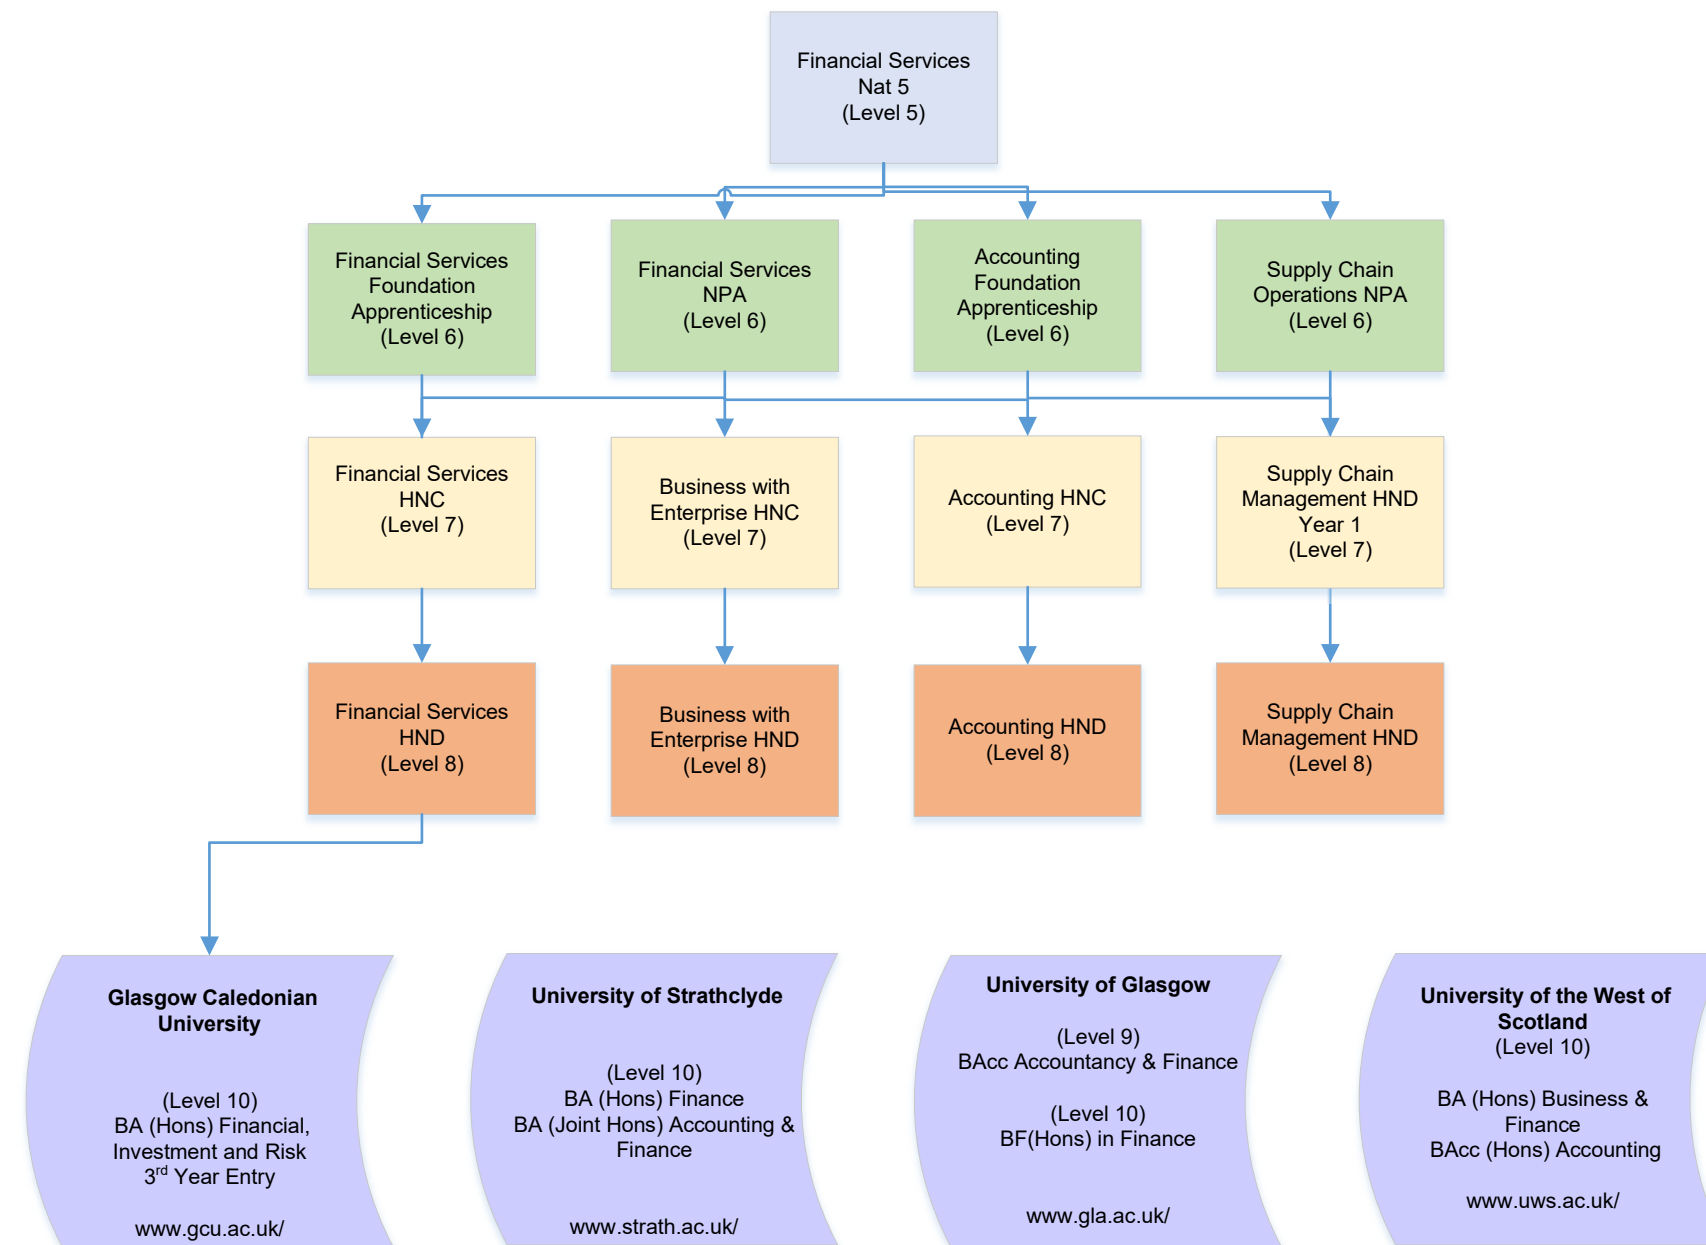 Financial Services
Nat 5
(Level 5)
Financial Services
Foundation
Apprenticeship
(Level 6)
Financial Services
NPA
(Level 6)
Accounting
Foundation
Apprenticeship
(Level 6)
Supply Chain
Operations NPA
(Level 6)
Financial Services
HNC
(Level 7)
Business with
Enterprise HNC
(Level 7)
Accounting HNC
(Level 7)
Supply Chain
Management HND
Year 1
(Level 7)
Financial Services
HND
(Level 8)
Business with
Enterprise HND
(Level 8)
Accounting HND
(Level 8)
Supply Chain
Management HND
(Level 8)
Glasgow Caledonian
University
(Level 10)
BA (Hons) Financial,
Investment and Risk
3rd Year Entry
www.gcu.ac.uk/
University of Strathclyde
(Level 10)
BA (Hons) Finance
BA (Joint Hons) Accounting &
Finance
www.strath.ac.uk/
University of Glasgow
(Level 9)
BAcc Accountancy & Finance
(Level 10)
BF(Hons) in Finance
www.gla.ac.uk/
University of the West of
Scotland
(Level 10)
BA (Hons) Business &
Finance
BAcc (Hons) Accounting
www.uws.ac.uk/